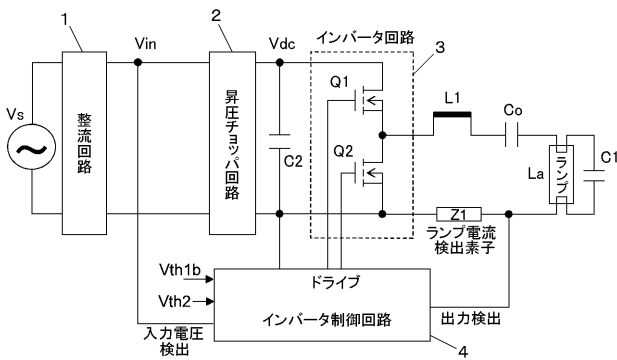 1
2
Vin
Vdc
インバータ回路
3
Vs
整流回路
昇圧チョッパ回路
C2
Q1
Q2
L1
Co
La
ランプ
C1
Z1
ランプ電流
検出素子
Vth1b
Vth2
ドライブ
インバータ制御回路
入力電圧
検出
出力検出
4